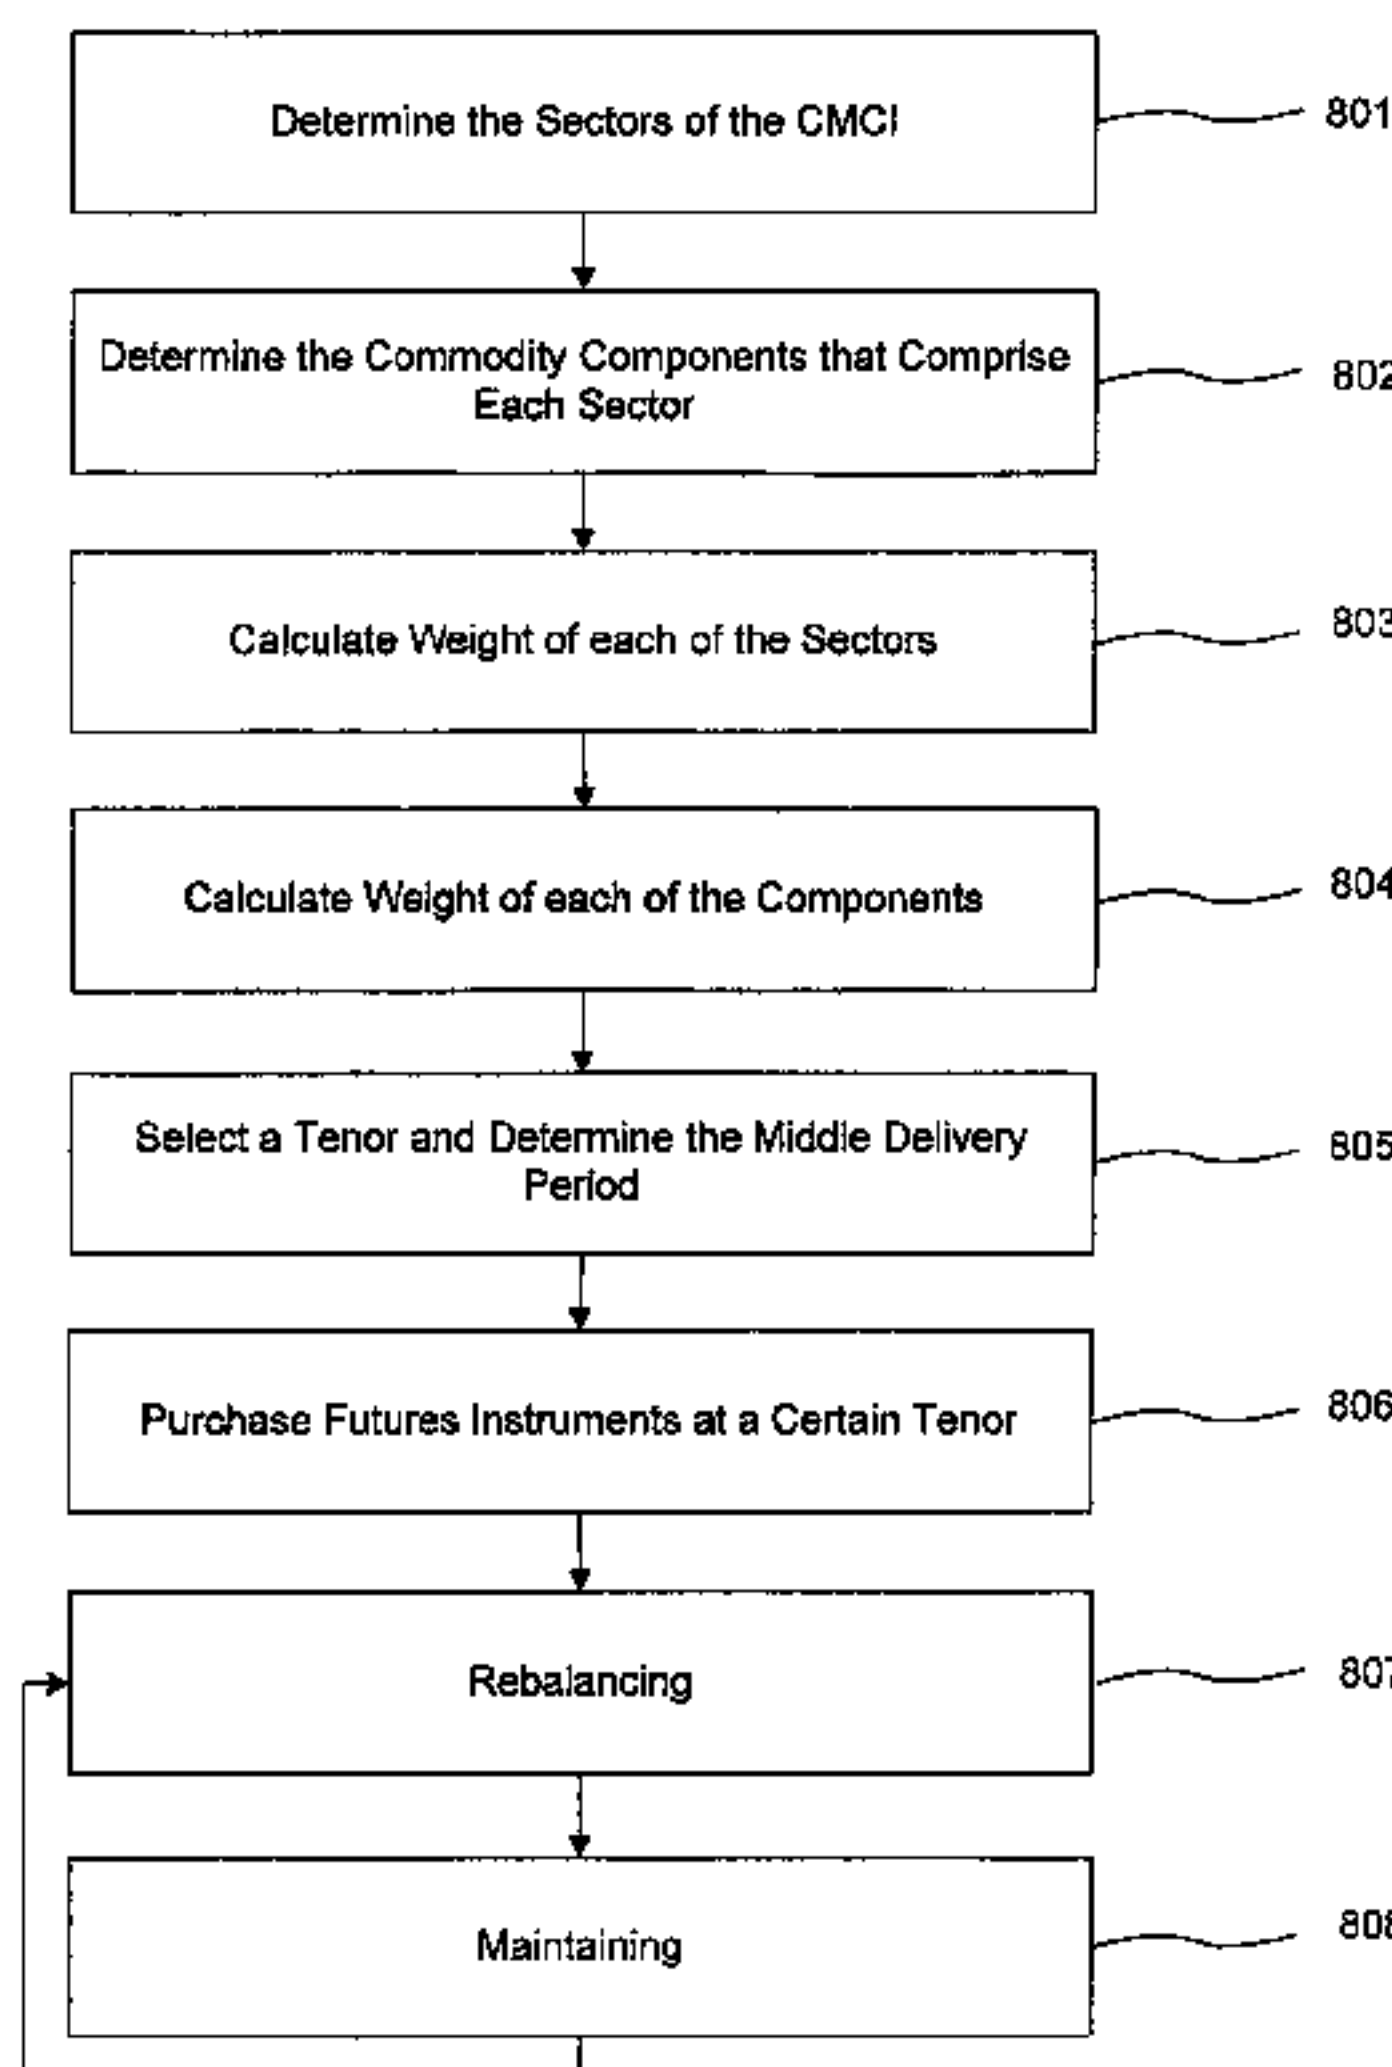 Determine the Sectors of the CMCI
801
Determine the Commodity Components that Comprise
Each Sector
802
Calculate Weight of each of the Sectors
803
Calculate Weight of each of the Components
804
Select a Tenor and Determine the Middle Delivery
Period
805
Purchase Futures Instruments at a Certain Tenor
806
Rebalancing
807
Maintaining
808